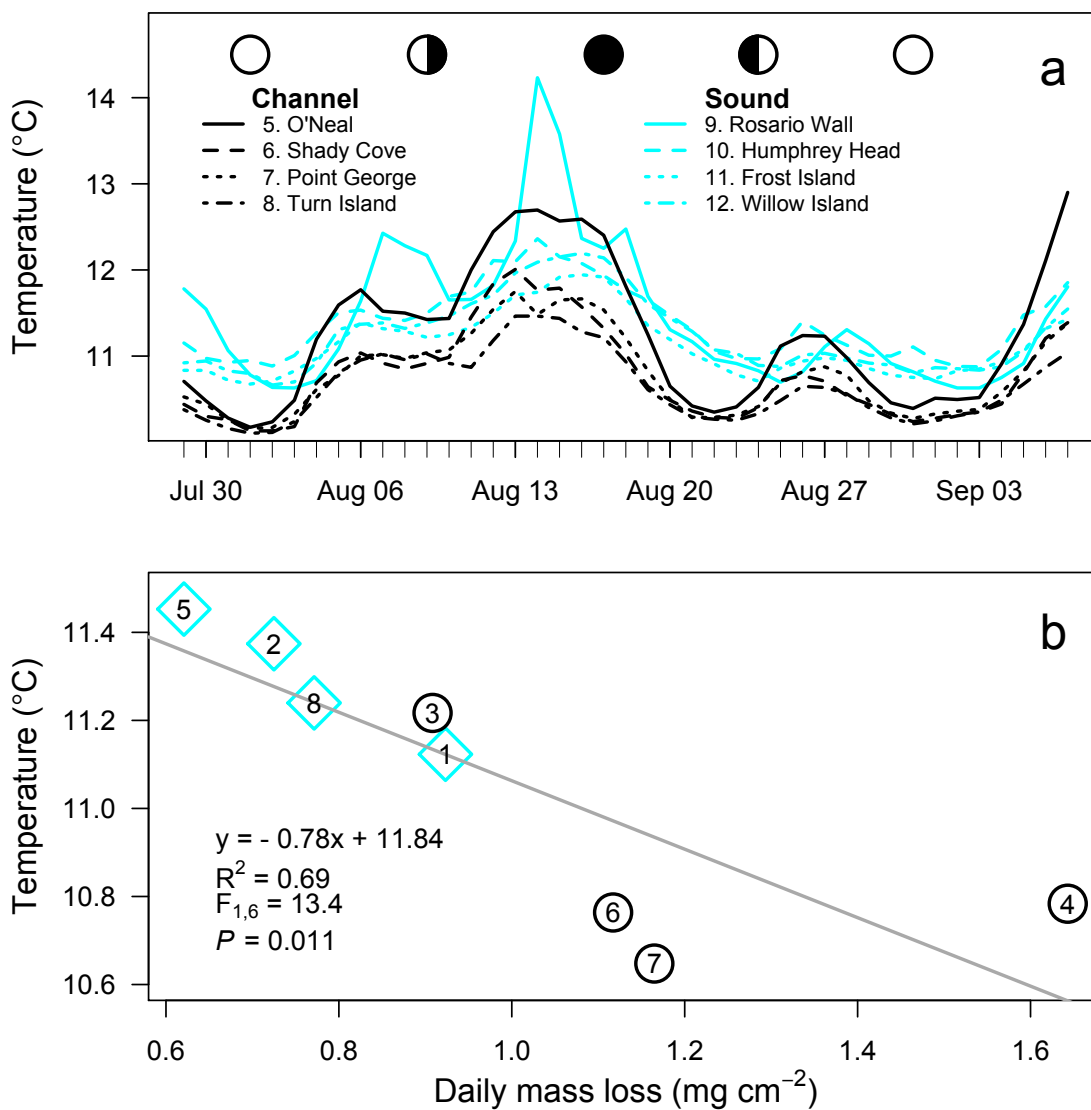 a
Channel
5. O'Neal
6. Shady Cove
7. Point George
8. Turn Island
Sound
9. Rosario Wall
10. Humphrey Head
11. Frost Island
12. Willow Island
Temperature (°C)
14
13
12
11
Jul 30 Aug 06 Aug 13 Aug 20 Aug 27 Sep 03
b
5
2
8
3
1
6
7
4
y = - 0.78x + 11.84
R² = 0.69
F₁,₆ = 13.4
P = 0.011
Temperature (°C)
11.4
11.2
11.0
10.8
10.6
0.6 0.8 1.0 1.2 1.4 1.6
Daily mass loss (mg cm⁻²)